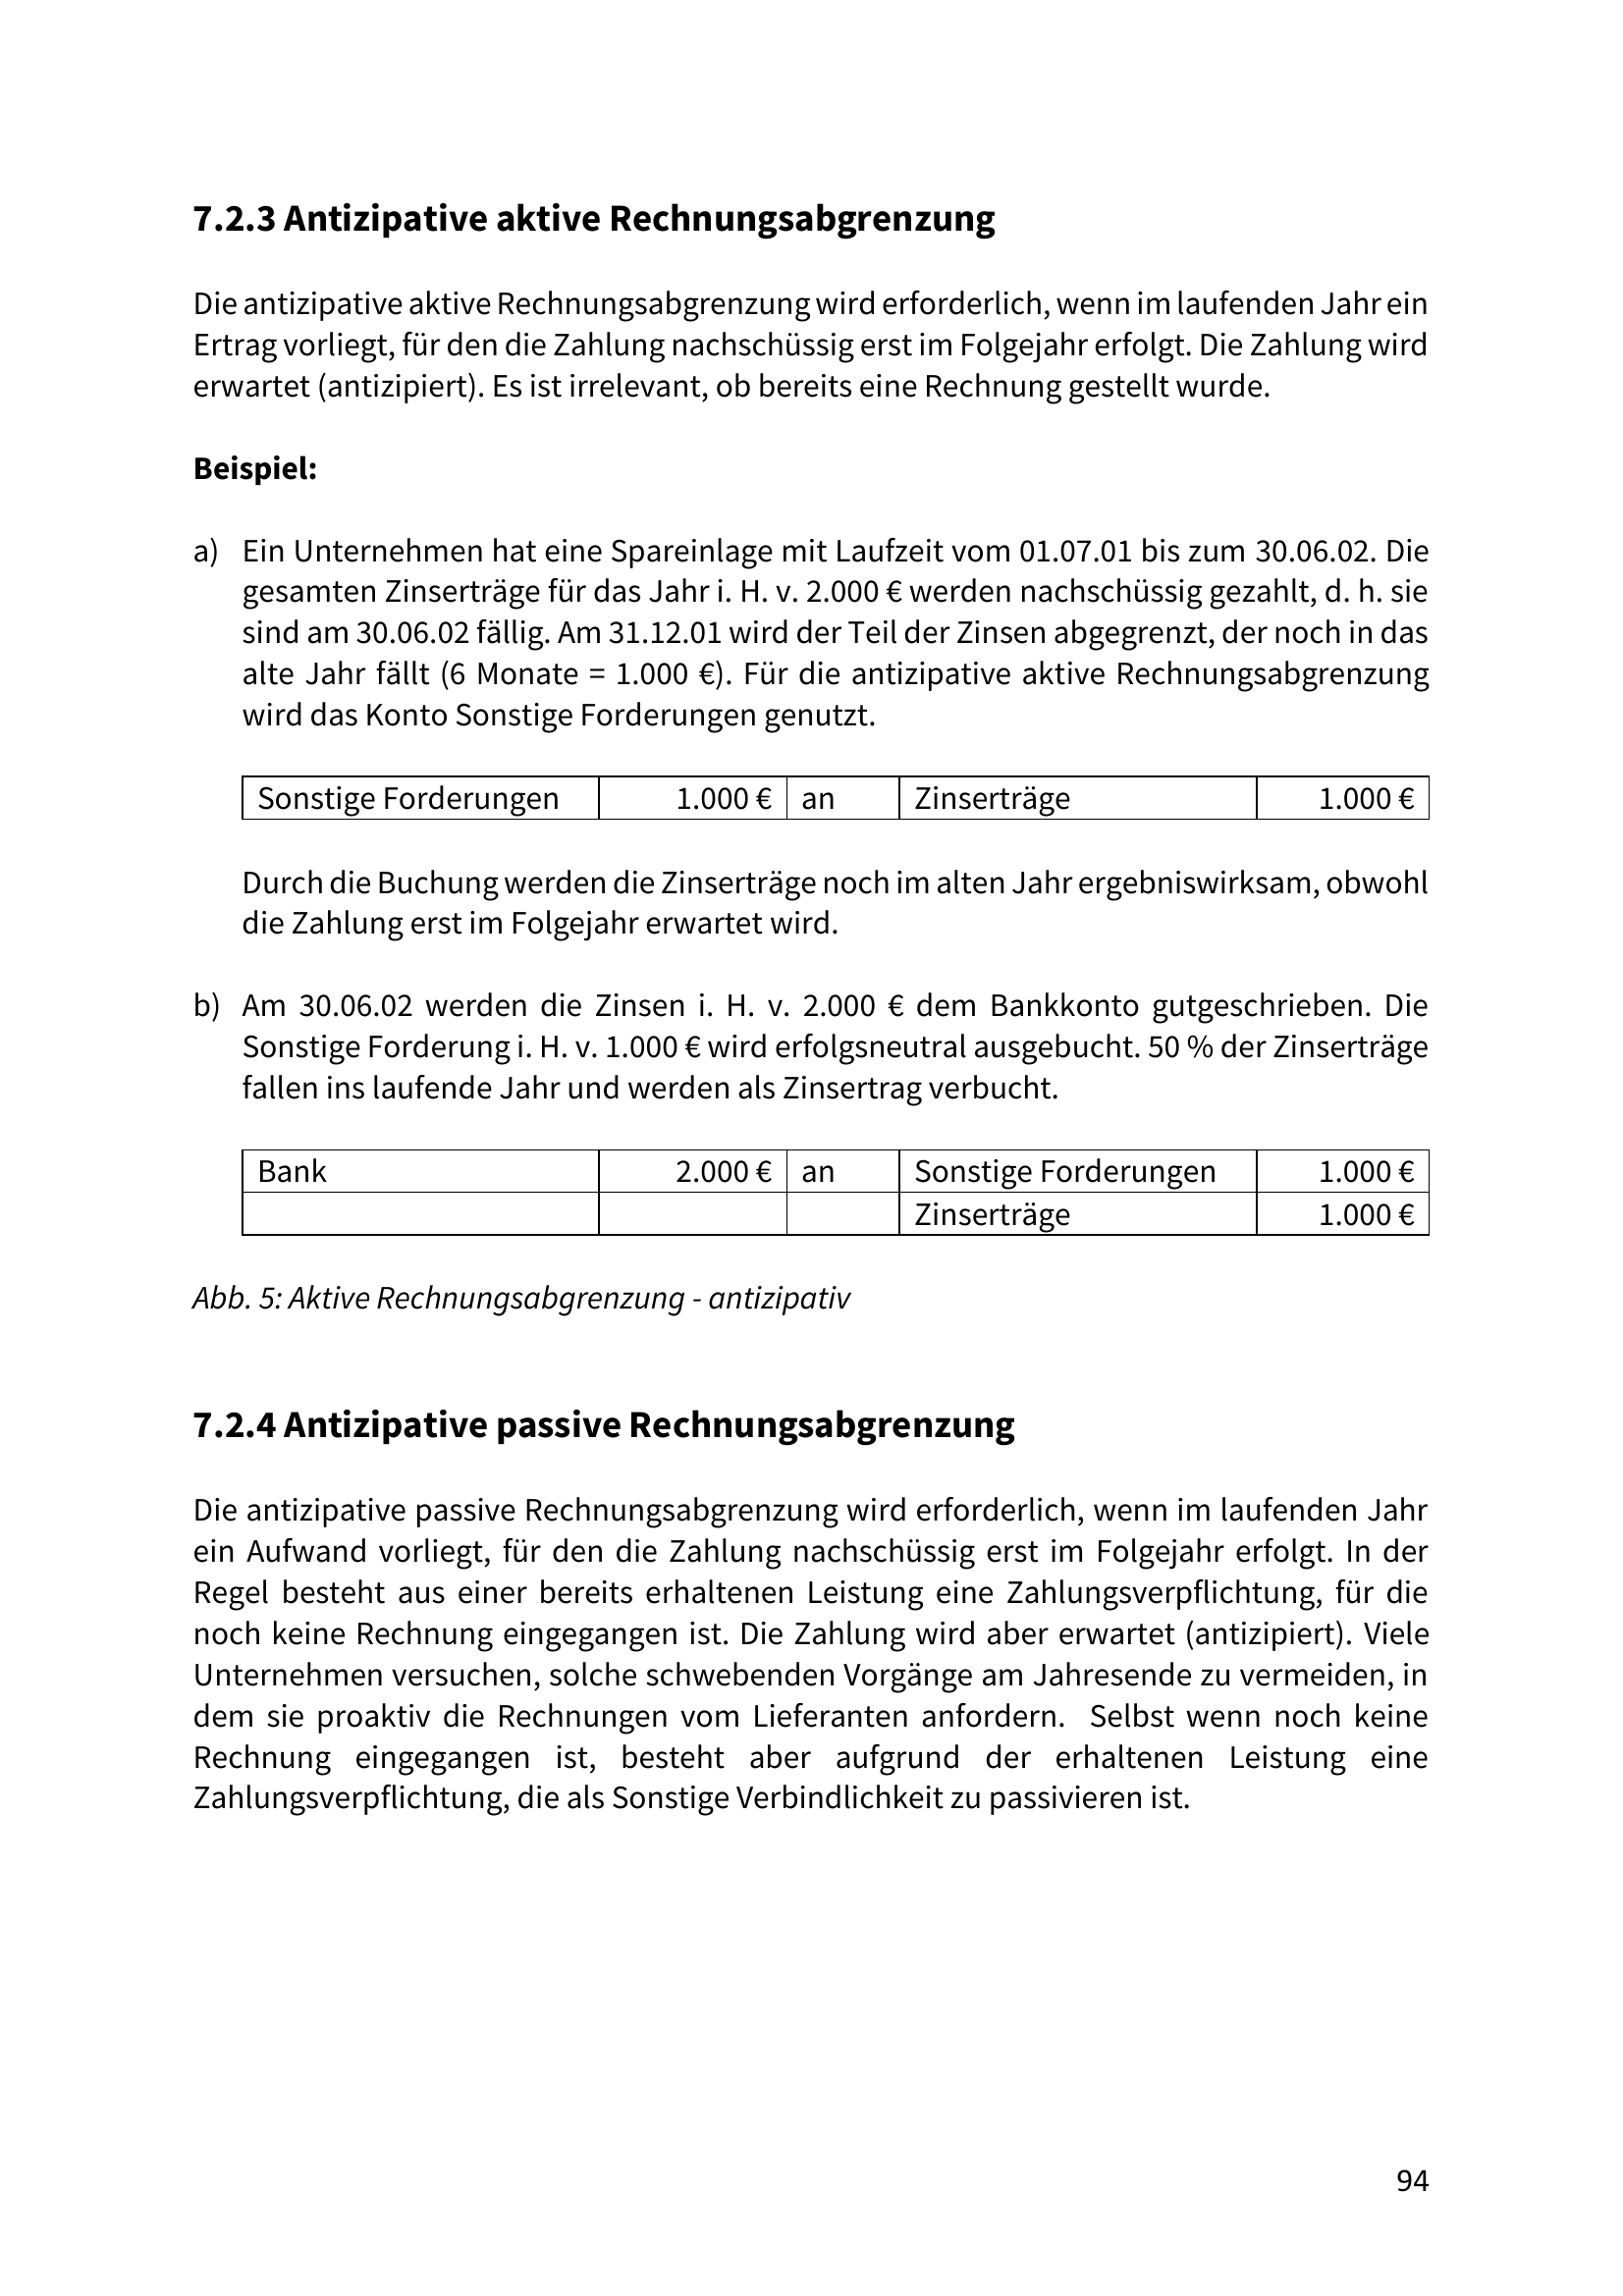 7.2.3 Antizipative aktive Rechnungsabgrenzung
Die antizipative aktive Rechnungsabgrenzung wird erforderlich, wenn im laufenden Jahr ein
Ertrag vorliegt, für den die Zahlung nachschüssig erst im Folgejahr erfolgt. Die Zahlung wird
erwartet (antizipiert). Es ist irrelevant, ob bereits eine Rechnung gestellt wurde.
Beispiel:
a) Ein Unternehmen hat eine Spareinlage mit Laufzeit vom 01.07.01 bis zum 30.06.02. Die
gesamten Zinserträge für das Jahr i. H. v. 2.000 € werden nachschüssig gezahlt, d. h. sie
sind am 30.06.02 fällig. Am 31.12.01 wird der Teil der Zinsen abgegrenzt, der noch in das
alte Jahr fällt (6 Monate = 1.000 €). Für die antizipative aktive Rechnungsabgrenzung
wird das Konto Sonstige Forderungen genutzt.
Sonstige Forderungen 1.000 € an Zinserträge 1.000 €
Durch die Buchung werden die Zinserträge noch im alten Jahr ergebniswirksam, obwohl
die Zahlung erst im Folgejahr erwartet wird.
b) Am 30.06.02 werden die Zinsen i. H. v. 2.000 € dem Bankkonto gutgeschrieben. Die
Sonstige Forderung i. H. v. 1.000 € wird erfolgsneutral ausgebucht. 50 % der Zinserträge
fallen ins laufende Jahr und werden als Zinsertrag verbucht.
Bank 2.000 € an Sonstige Forderungen 1.000 €
Zinserträge 1.000 €
Abb. 5: Aktive Rechnungsabgrenzung - antizipativ
7.2.4 Antizipative passive Rechnungsabgrenzung
Die antizipative passive Rechnungsabgrenzung wird erforderlich, wenn im laufenden Jahr
ein Aufwand vorliegt, für den die Zahlung nachschüssig erst im Folgejahr erfolgt. In der
Regel besteht aus einer bereits erhaltenen Leistung eine Zahlungsverpflichtung, für die
noch keine Rechnung eingegangen ist. Die Zahlung wird aber erwartet (antizipiert). Viele
Unternehmen versuchen, solche schwebenden Vorgänge am Jahresende zu vermeiden, in
dem sie proaktiv die Rechnungen vom Lieferanten anfordern. Selbst wenn noch keine
Rechnung eingegangen ist, besteht aber aufgrund der erhaltenen Leistung eine
Zahlungsverpflichtung, die als Sonstige Verbindlichkeit zu passivieren ist.
94